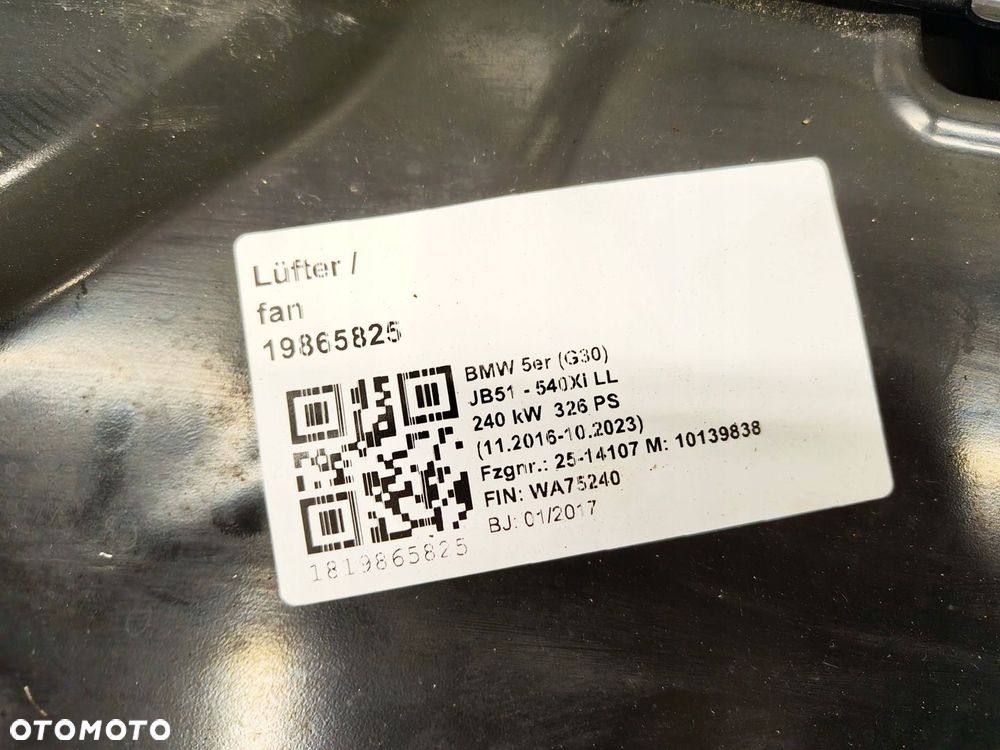 Lüfter /
fan
19865825
BMW 5er (G30)
JB51 - 540Xi LL
240 kW 326 PS
(11.2016-10.2023)
Fzgnr.: 25-14107 M: 10139838
FIN: WA75240
BJ: 01/2017
1819865825
OTOMOTO